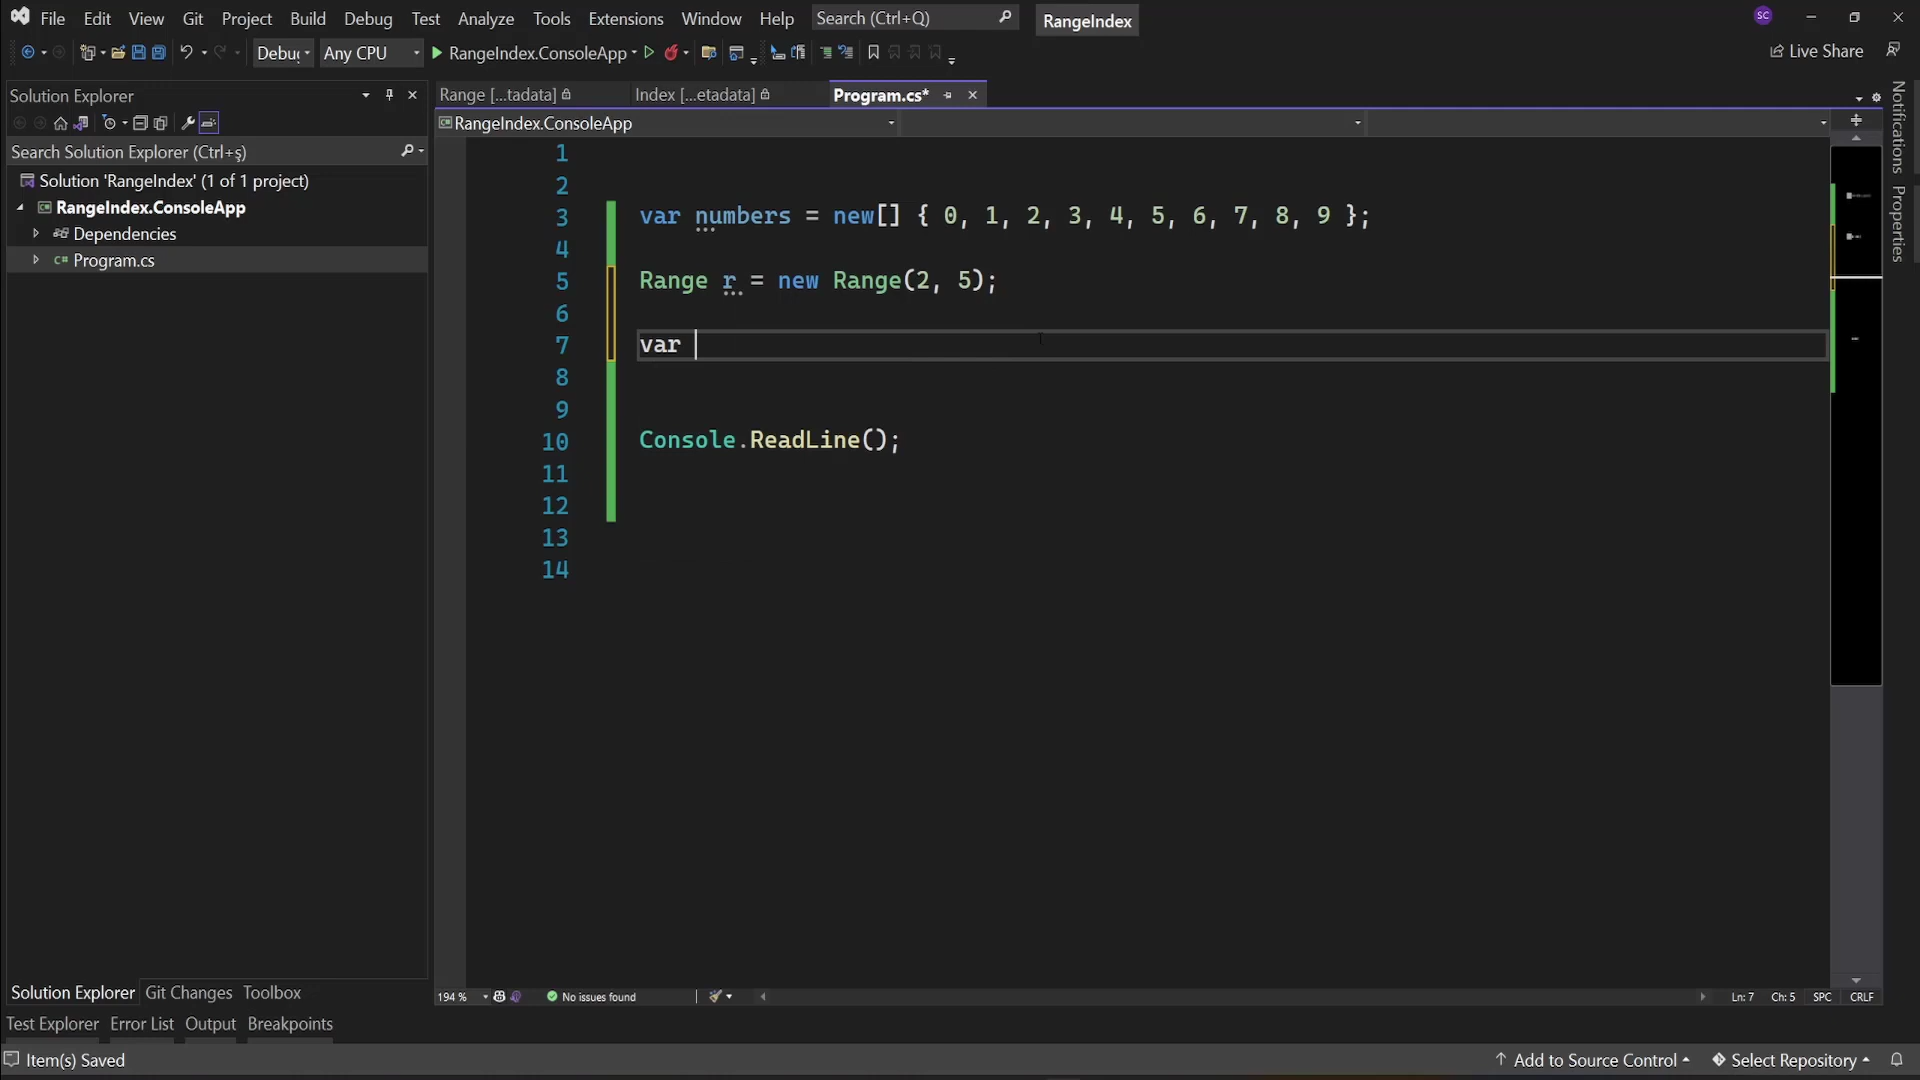 File Edit View Git Project Build Debug Test Analyze Tools Extensions Window Help Search (Ctrl+Q) RangeIndex SC
Debug Any CPU RangeIndex.ConsoleApp Live Share
Solution Explorer
Search Solution Explorer (Ctrl+ş)
Solution 'RangeIndex' (1 of 1 project)
RangeIndex.ConsoleApp
Dependencies
C# Program.cs
Range [...tadata] Index [...etadata] Program.cs*
RangeIndex.ConsoleApp
1
2
3 var numbers = new[] { 0, 1, 2, 3, 4, 5, 6, 7, 8, 9 };
4
5 Range r = new Range(2, 5);
6
7 var
8
9
10 Console.ReadLine();
11
12
13
14
Notifications
Properties
194 % No issues found Ln: 7 Ch: 5 SPC CRLF
Solution Explorer Git Changes Toolbox
Test Explorer Error List Output Breakpoints
Item(s) Saved Add to Source Control Select Repository